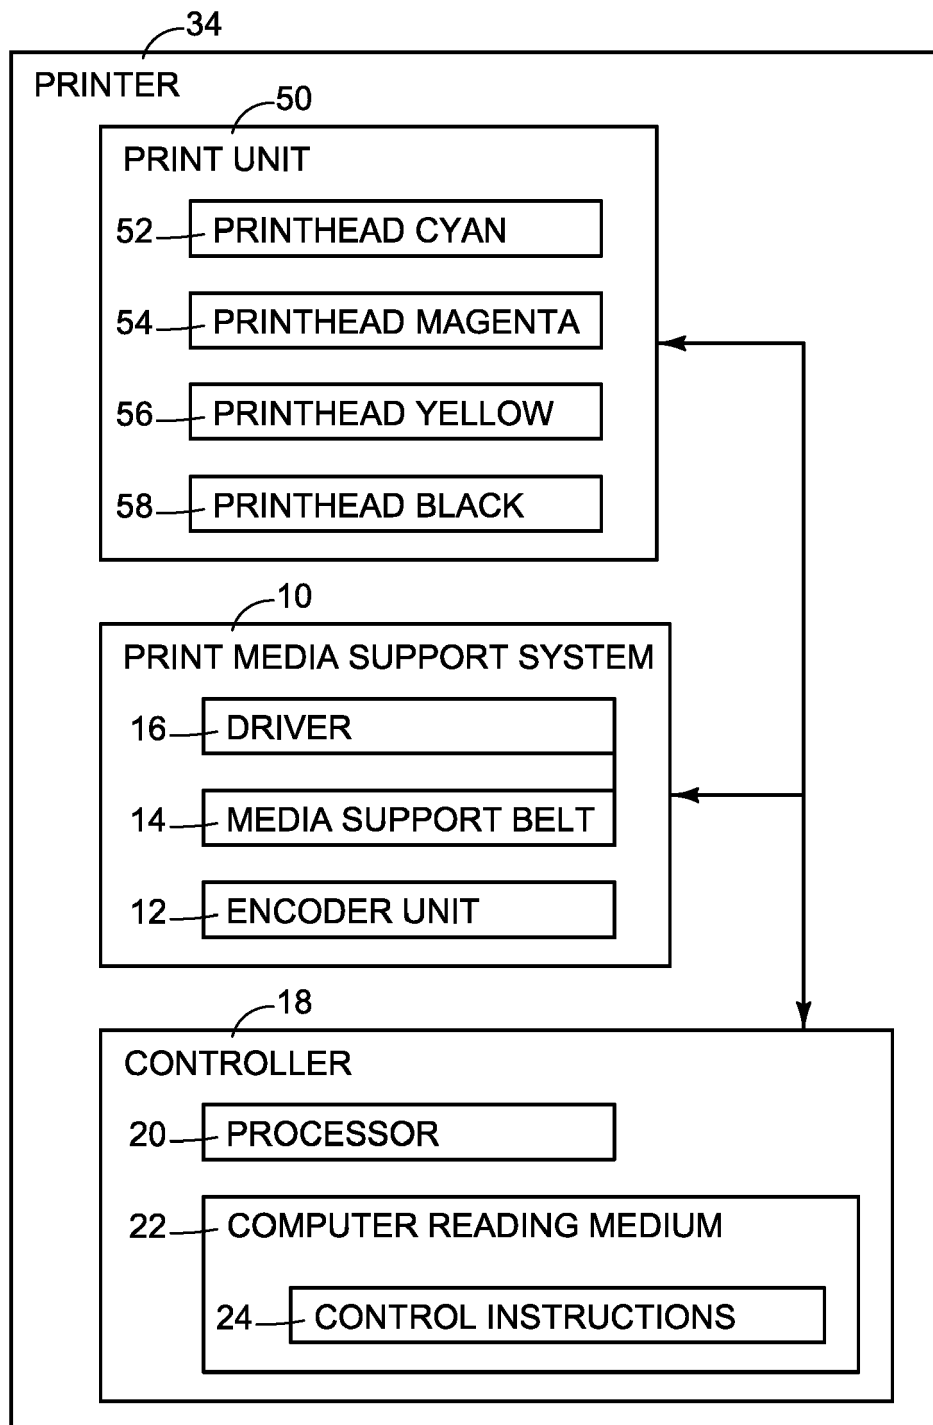 34
PRINTER
50
PRINT UNIT
52 PRINTHEAD CYAN
54 PRINTHEAD MAGENTA
56 PRINTHEAD YELLOW
58 PRINTHEAD BLACK
10
PRINT MEDIA SUPPORT SYSTEM
16 DRIVER
14 MEDIA SUPPORT BELT
12 ENCODER UNIT
18
CONTROLLER
20 PROCESSOR
22 COMPUTER READING MEDIUM
24 CONTROL INSTRUCTIONS